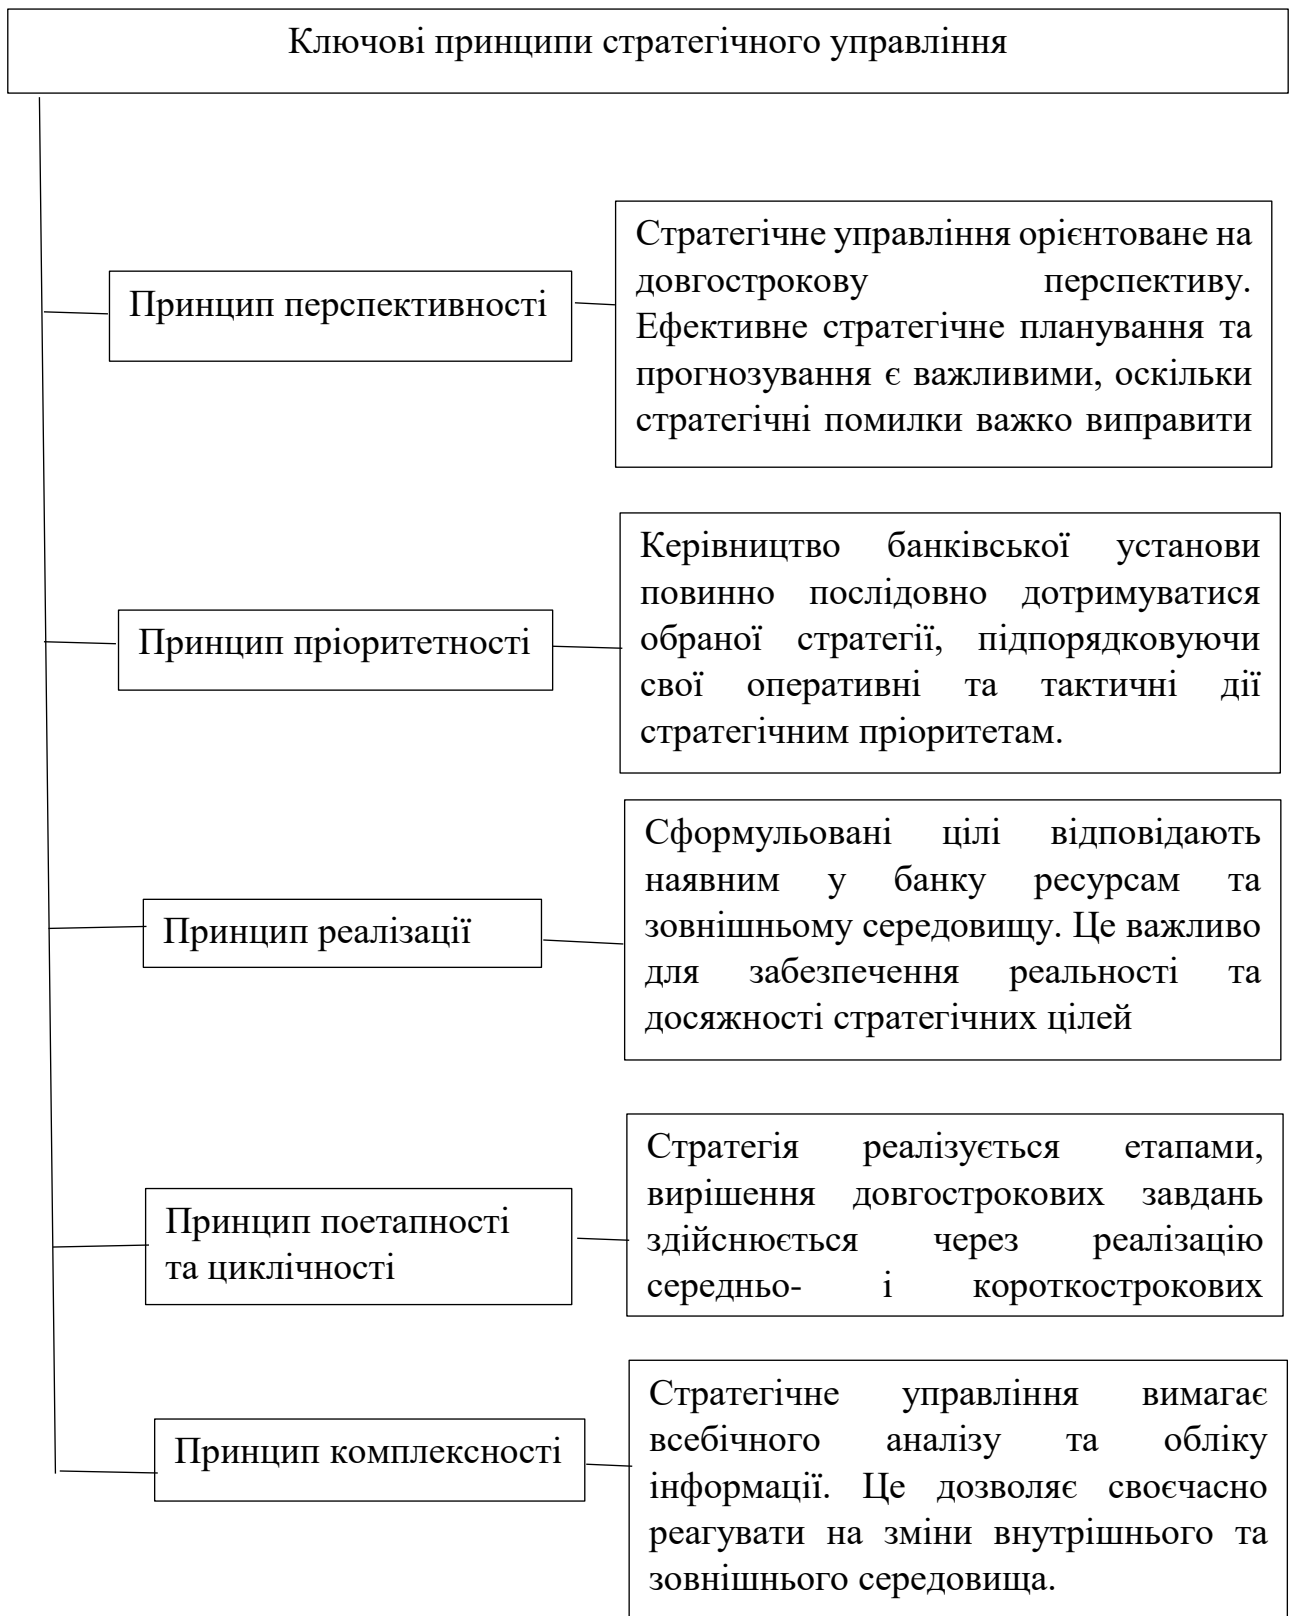 Ключові принципи стратегічного управління
Принцип перспективності
Стратегічне управління орієнтоване на
довгострокову перспективу.
Ефективне стратегічне планування та
прогнозування є важливими, оскільки
стратегічні помилки важко виправити
Принцип пріоритетності
Керівництво банківської установи
повинно послідовно дотримуватися
обраної стратегії, підпорядковуючи
свої оперативні та тактичні дії
стратегічним пріоритетам.
Принцип реалізації
Сформульовані цілі відповідають
наявним у банку ресурсам та
зовнішньому середовищу. Це важливо
для забезпечення реальності та
досяжності стратегічних цілей
Принцип поетапності
та циклічності
Стратегія реалізується етапами,
вирішення довгострокових завдань
здійснюється через реалізацію
середньо- і короткострокових
Принцип комплексності
Стратегічне управління вимагає
всебічного аналізу та обліку
інформації. Це дозволяє своєчасно
реагувати на зміни внутрішнього та
зовнішнього середовища.